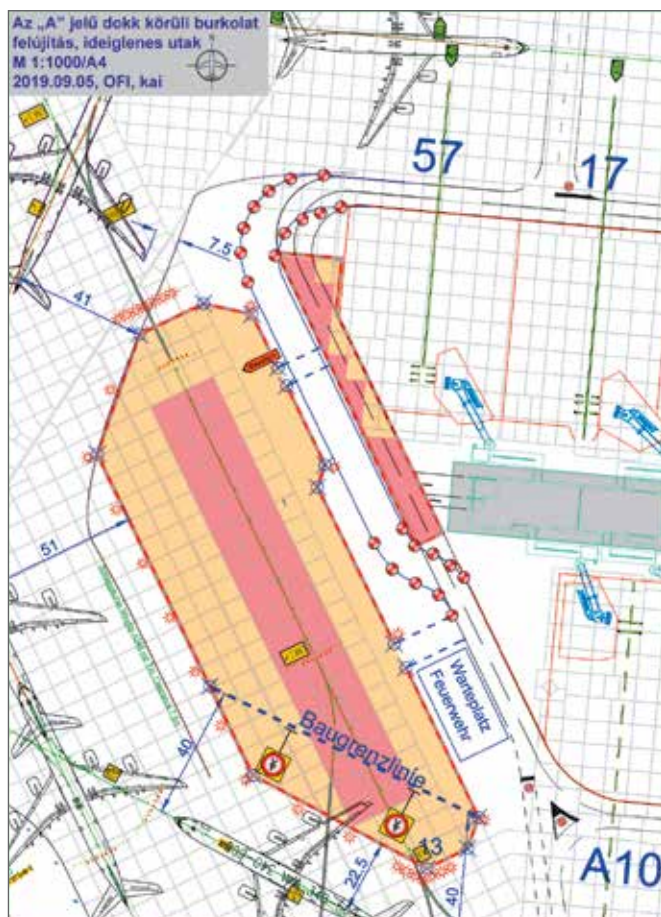 Az „A” jelű dokk körüli burkolat
felújítás, ideiglenes utak
M 1:1000/A4
2019.09.05, OFI, kai
57
17
7.5
41
51
40
Baugrenzlinie
Warteplatz
Feuerwehr
13
22.5
40
A10